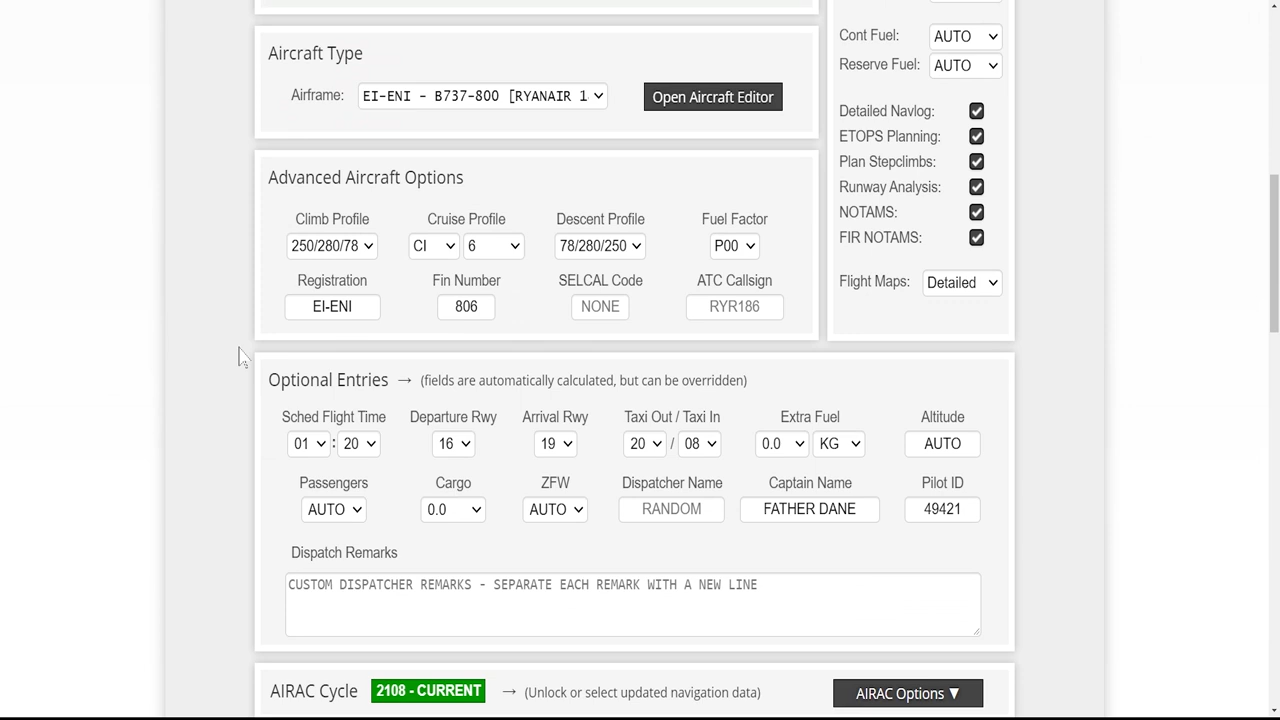 Aircraft Type
Airframe: EI-ENI - B737-800 [RYANAIR 1 Open Aircraft Editor
Cont Fuel: AUTO
Reserve Fuel: AUTO
Detailed Navlog:
ETOPS Planning:
Plan Stepclimbs:
Runway Analysis:
NOTAMS:
FIR NOTAMS:
Flight Maps: Detailed
Advanced Aircraft Options
Climb Profile Cruise Profile Descent Profile Fuel Factor
250/280/78 CI 6 78/280/250 P00
Registration Fin Number SELCAL Code ATC Callsign
EI-ENI 806 NONE RYR186
Optional Entries → (fields are automatically calculated, but can be overridden)
Sched Flight Time Departure Rwy Arrival Rwy Taxi Out / Taxi In Extra Fuel Altitude
01 : 20 16 19 20 / 08 0.0 KG AUTO
Passengers Cargo ZFW Dispatcher Name Captain Name Pilot ID
AUTO 0.0 AUTO RANDOM FATHER DANE 49421
Dispatch Remarks
CUSTOM DISPATCHER REMARKS - SEPARATE EACH REMARK WITH A NEW LINE
AIRAC Cycle 2108 - CURRENT → (Unlock or select updated navigation data) AIRAC Options ▼